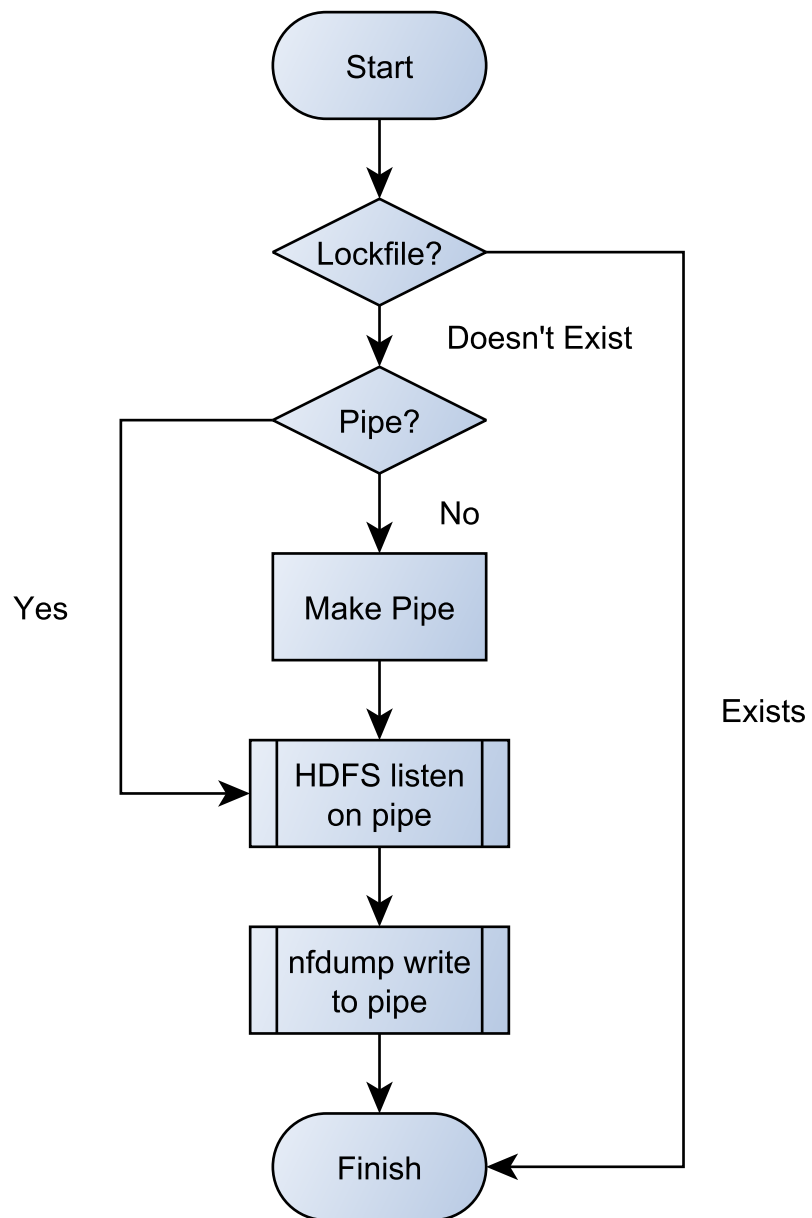 Start
Lockfile?
Doesn't Exist
Pipe?
No
Yes
Make Pipe
Exists
HDFS listen
on pipe
nfdump write
to pipe
Finish